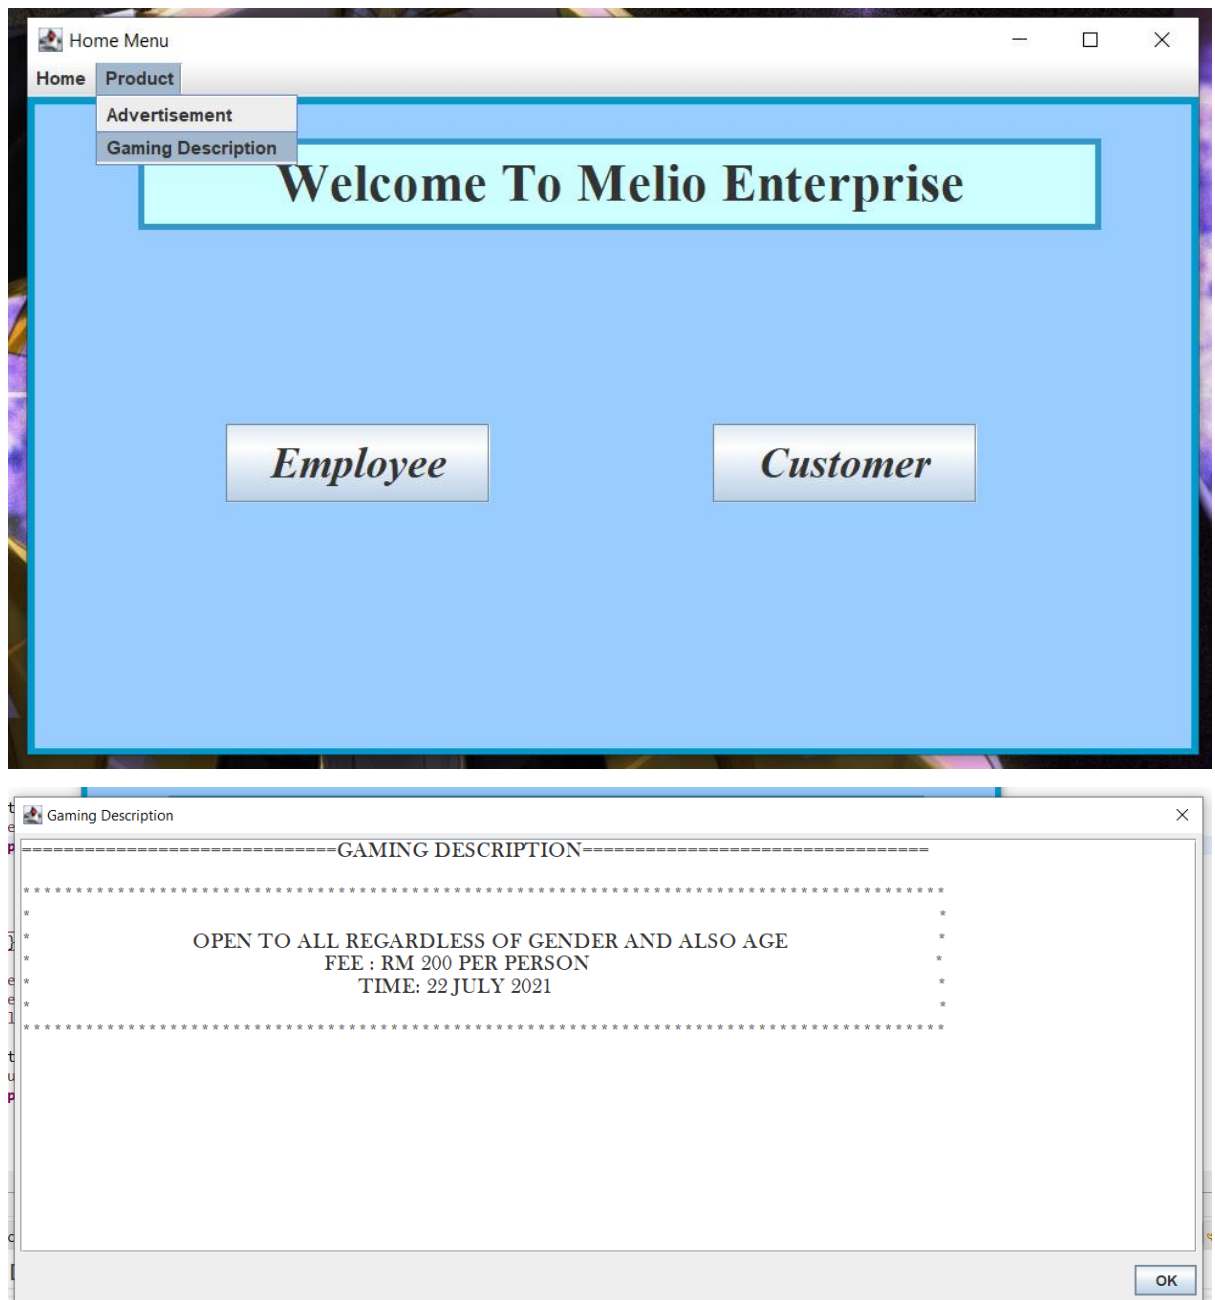 Home Menu
Home Product
Advertisement
Gaming Description
Welcome To Melio Enterprise
Employee Customer
Gaming Description
==============================GAMING DESCRIPTION=================================
****************************************************************************************
* *
* OPEN TO ALL REGARDLESS OF GENDER AND ALSO AGE *
* FEE : RM 200 PER PERSON *
* TIME: 22 JULY 2021 *
* *
****************************************************************************************
OK